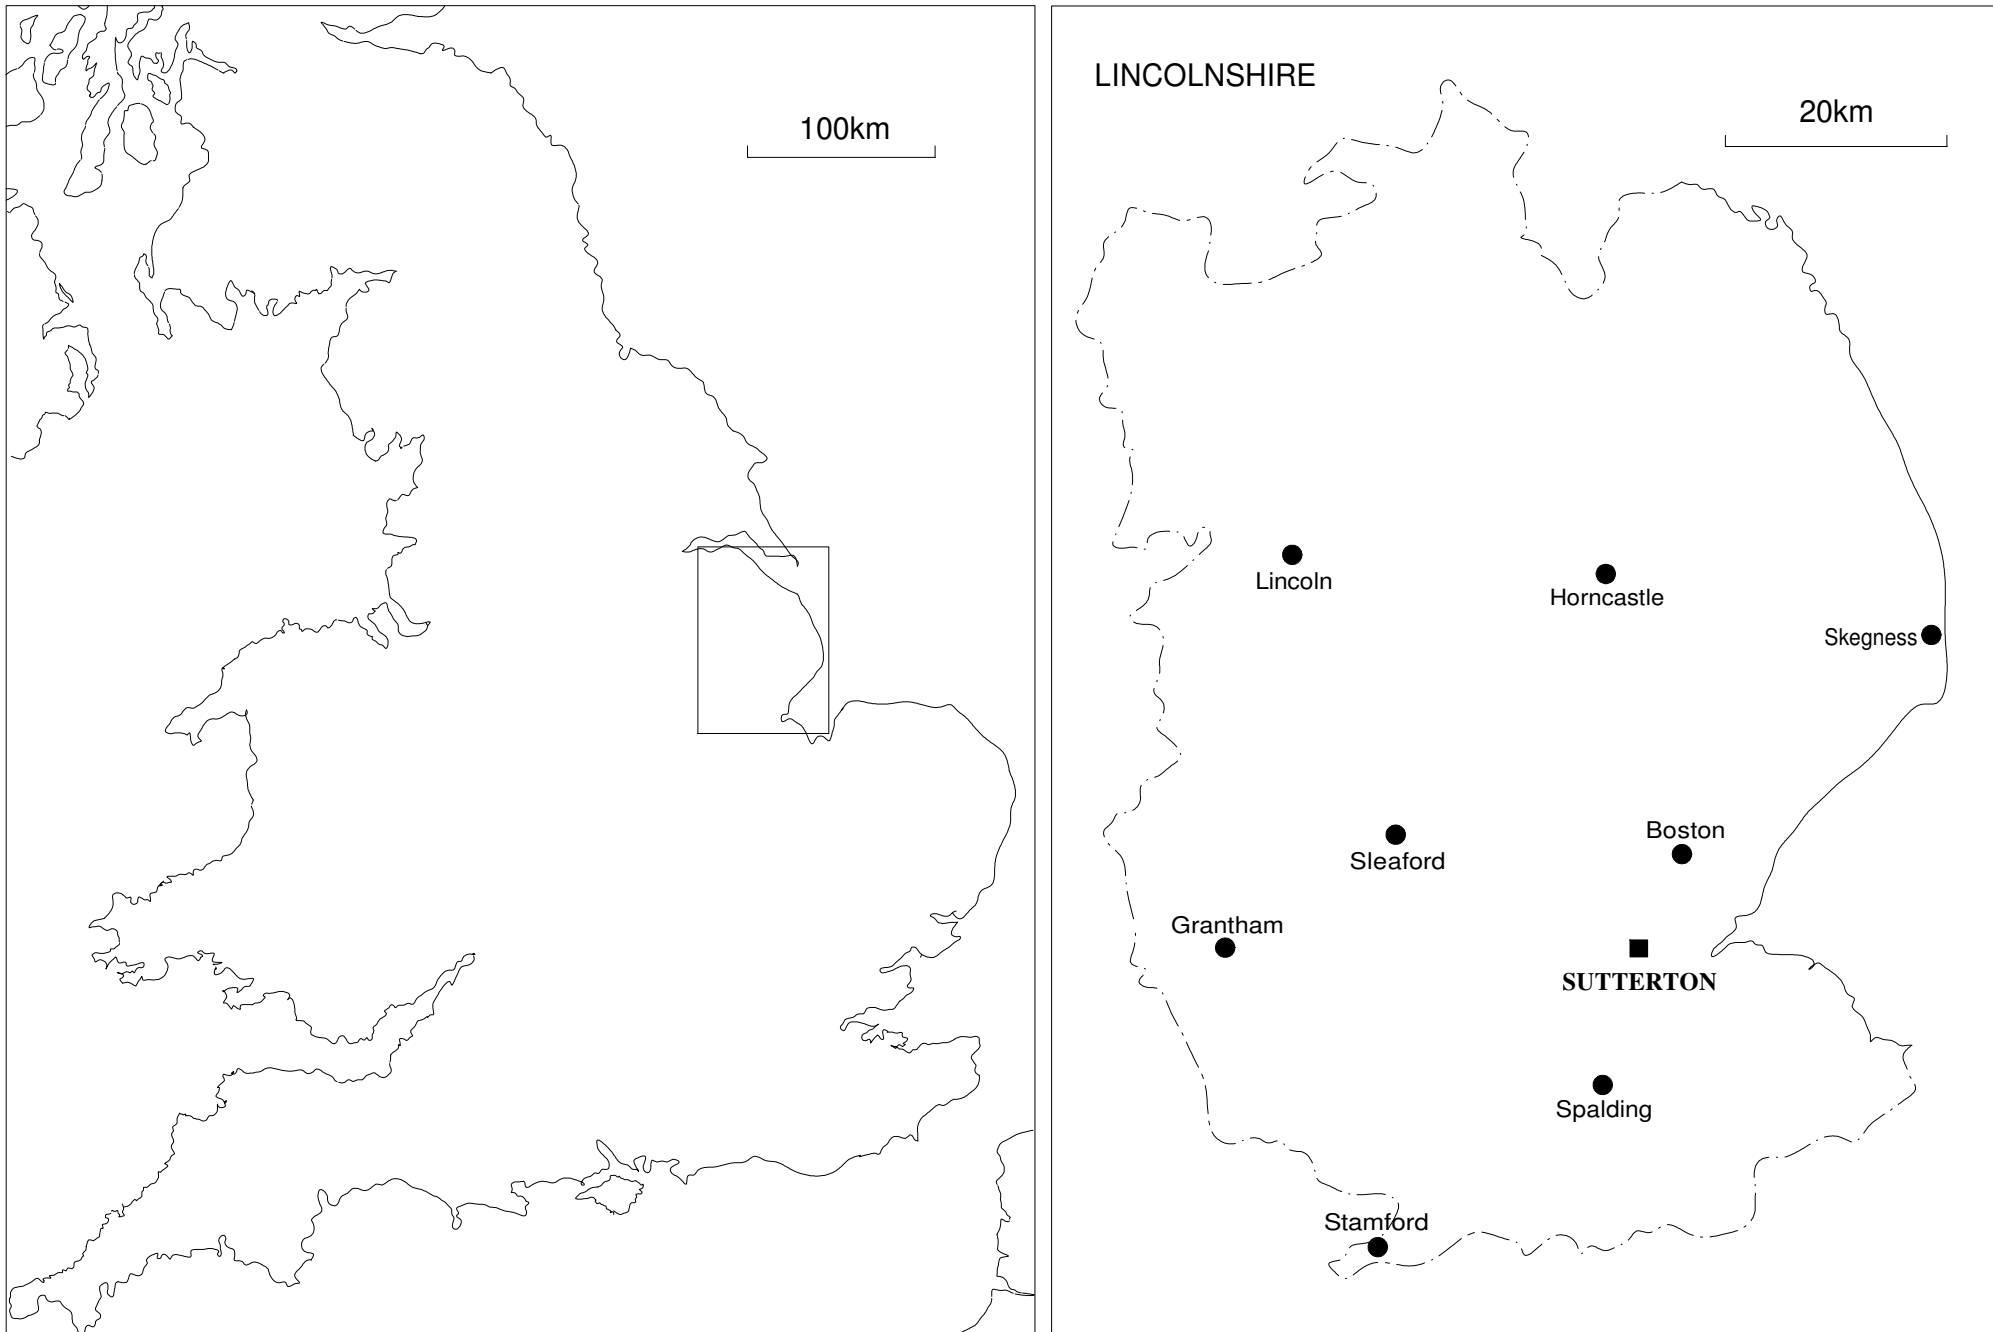 100km
LINCOLNSHIRE
20km
Lincoln
Horncastle
Skegness
Boston
Sleaford
Grantham
SUTTERTON
Spalding
Stamford